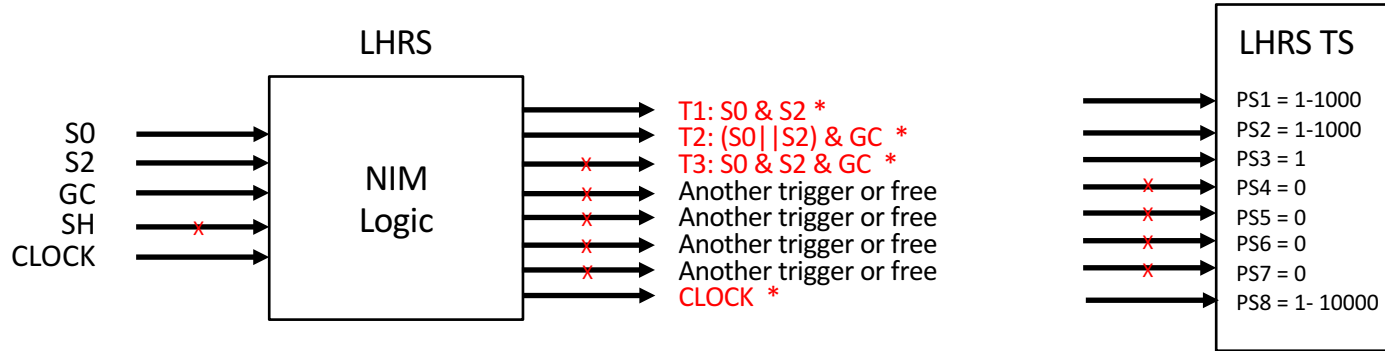 LHRS
S0
S2
GC
SH
CLOCK
NIM
Logic
T1: S0 & S2 *
T2: (S0||S2) & GC *
T3: S0 & S2 & GC *
Another trigger or free
Another trigger or free
Another trigger or free
Another trigger or free
CLOCK *
LHRS TS
PS1 = 1-1000
PS2 = 1-1000
PS3 = 1
PS4 = 0
PS5 = 0
PS6 = 0
PS7 = 0
PS8 = 1- 10000